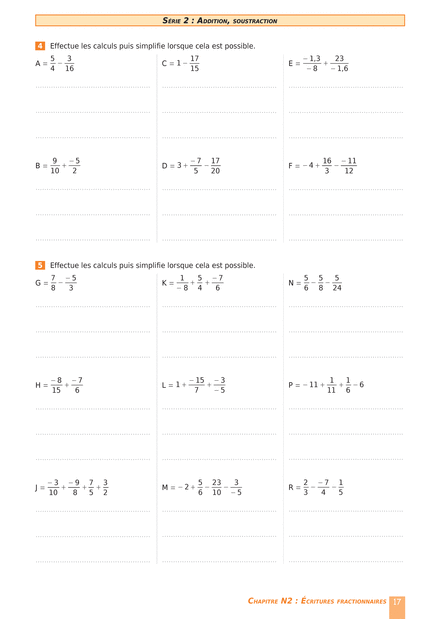 SÉRIE 2 : ADDITION, SOUSTRACTION
4 Effectue les calculs puis simplifie lorsque cela est possible.
A = 5/4 − 3/16
C = 1 − 17/15
E = −1,3/−8 + 23/−1,6
B = 9/10 + −5/2
D = 3 + −7/5 − 17/20
F = −4 + 16/3 − −11/12
5 Effectue les calculs puis simplifie lorsque cela est possible.
G = 7/8 − −5/3
K = 1/−8 + 5/4 + −7/6
N = 5/6 − 5/8 − 5/24
H = −8/15 + −7/6
L = 1 + −15/7 + −3/−5
P = −11 + 1/11 + 1/6 − 6
J = −3/10 + −9/8 + 7/5 + 3/2
M = −2 + 5/6 − 23/10 − 3/−5
R = 2/3 − −7/4 − 1/5
CHAPITRE N2 : ÉCRITURES FRACTIONNAIRES 17